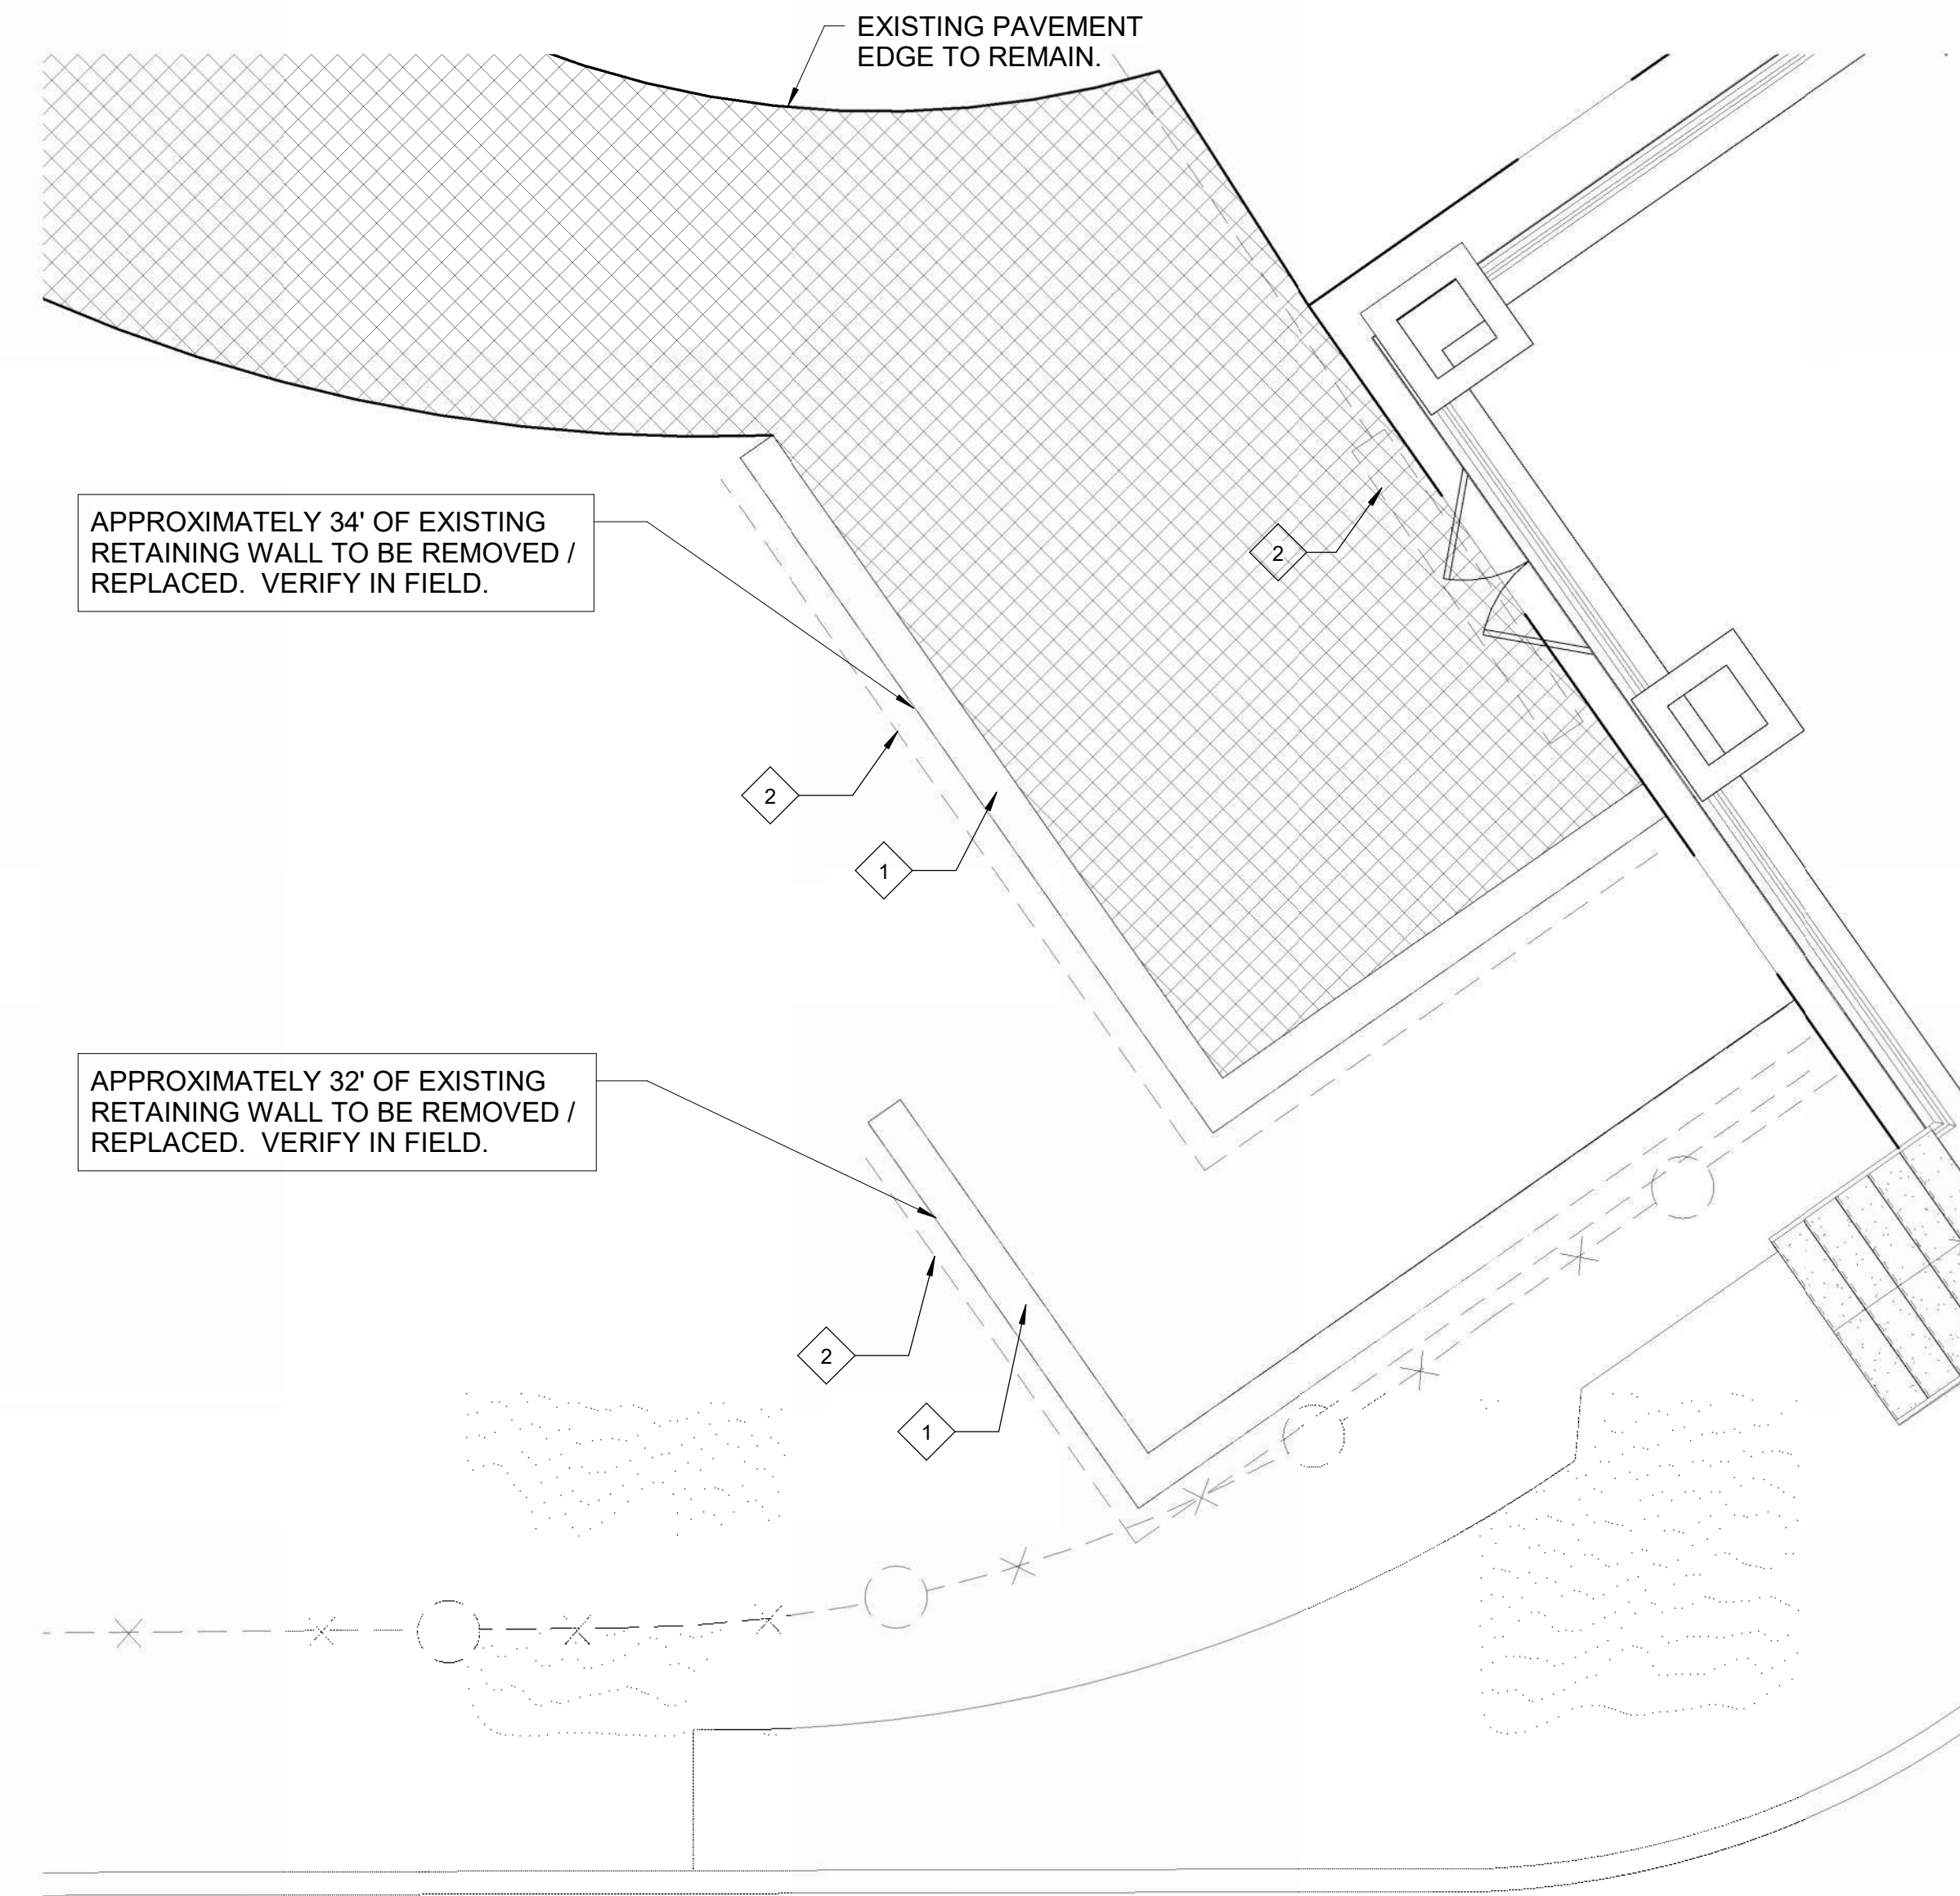 EXISTING PAVEMENT
EDGE TO REMAIN.
APPROXIMATELY 34' OF EXISTING
RETAINING WALL TO BE REMOVED /
REPLACED.  VERIFY IN FIELD.
2
2
1
APPROXIMATELY 32' OF EXISTING
RETAINING WALL TO BE REMOVED /
REPLACED.  VERIFY IN FIELD.
2
1